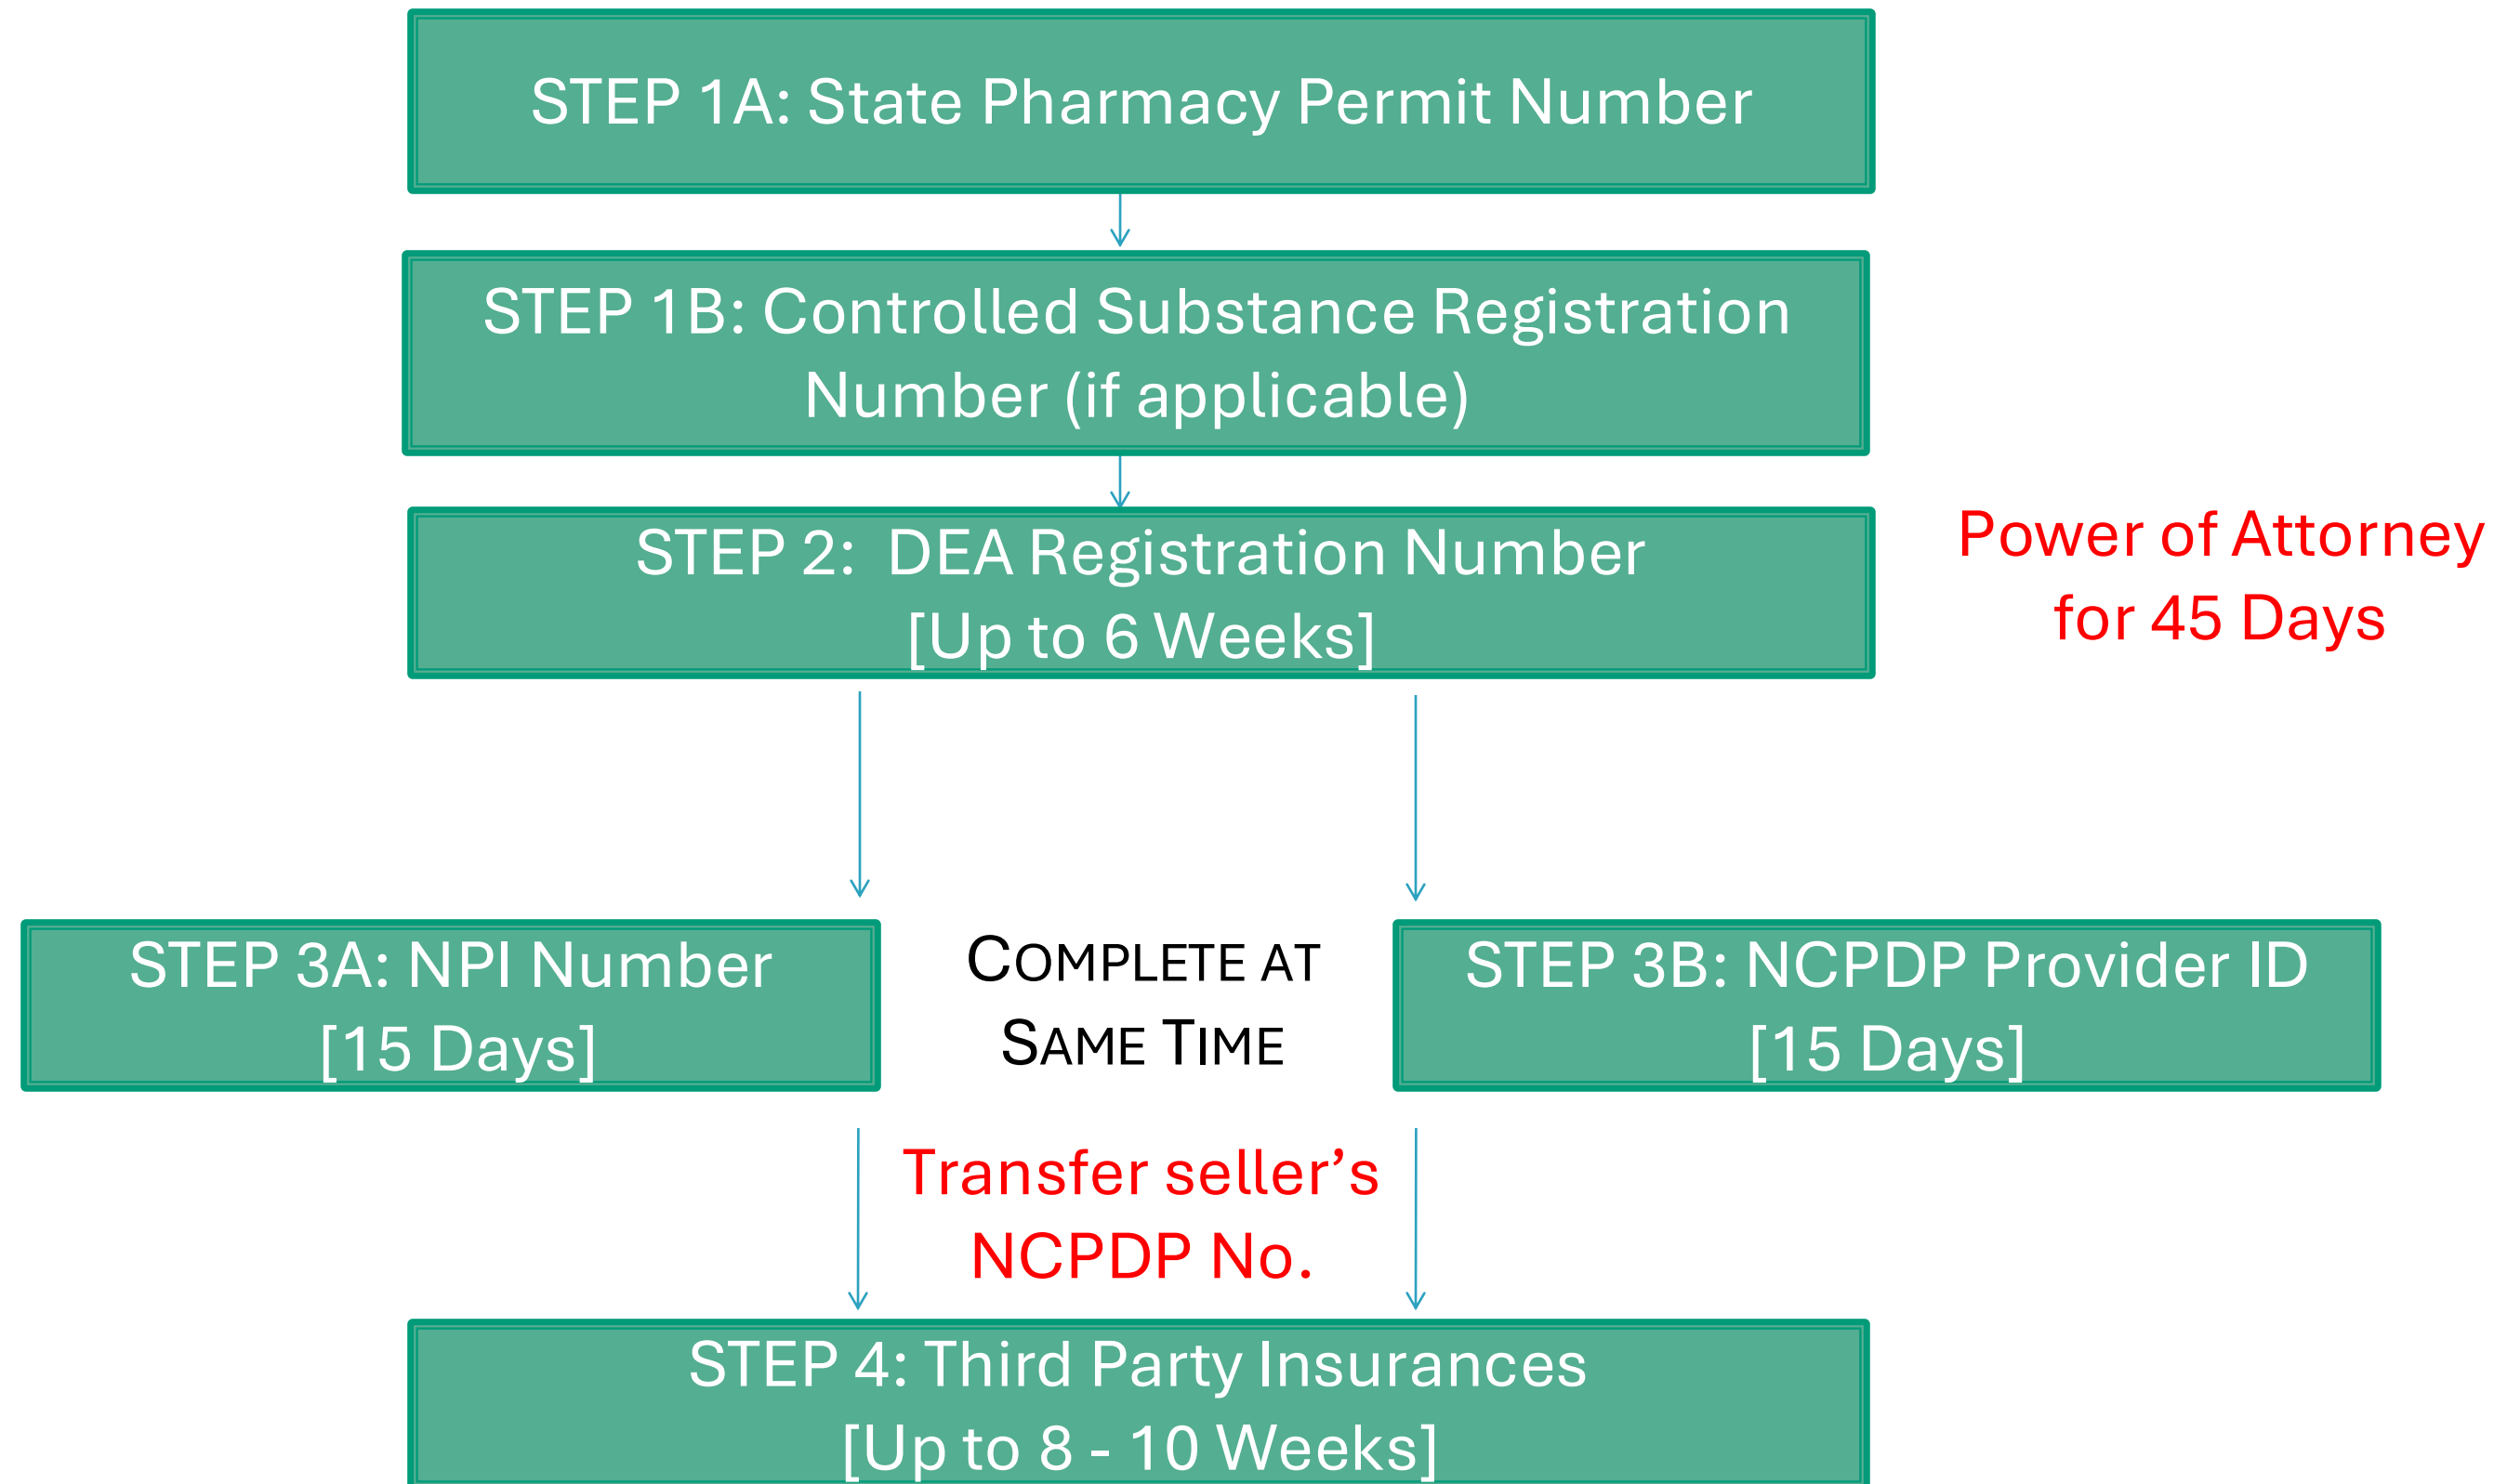 STEP 1A: State Pharmacy Permit Number
STEP 1B: Controlled Substance Registration
Number (if applicable)
STEP 2:  DEA Registration Number
[Up to 6 Weeks]
Power of Attorney
for 45 Days
STEP 3A: NPI Number
[15 Days]
COMPLETE AT
SAME TIME
STEP 3B: NCPDP Provider ID
[15 Days]
Transfer seller’s
NCPDP No.
STEP 4: Third Party Insurances
[Up to 8 - 10 Weeks]